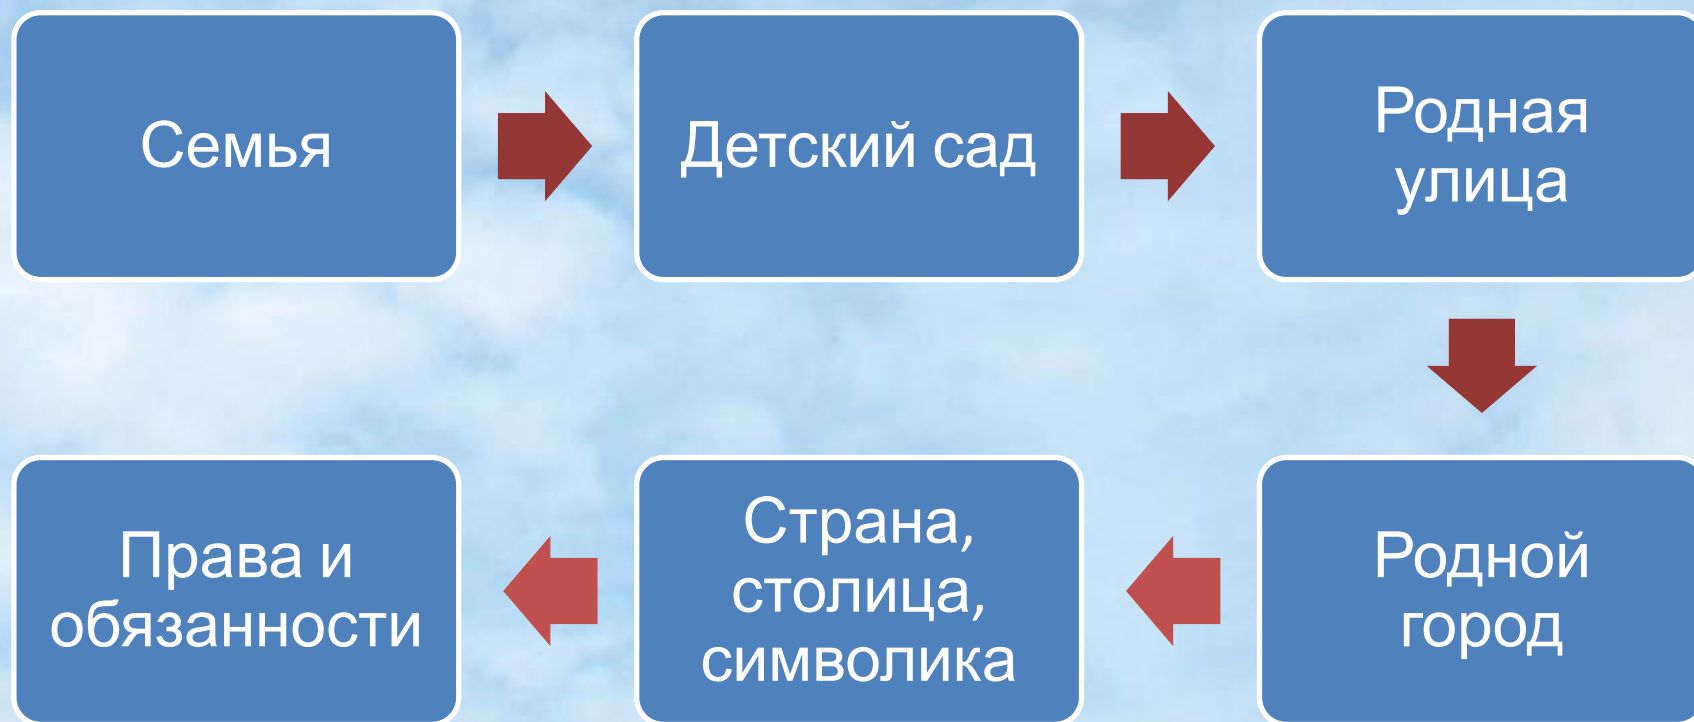 Семья
Детский сад
Родная
улица
Родной
город
Страна,
столица,
символика
Права и
обязанности